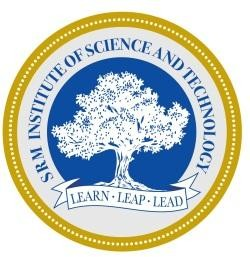 SRM INSTITUTE OF SCIENCE AND TECHNOLOGY
LEARN · LEAP · LEAD